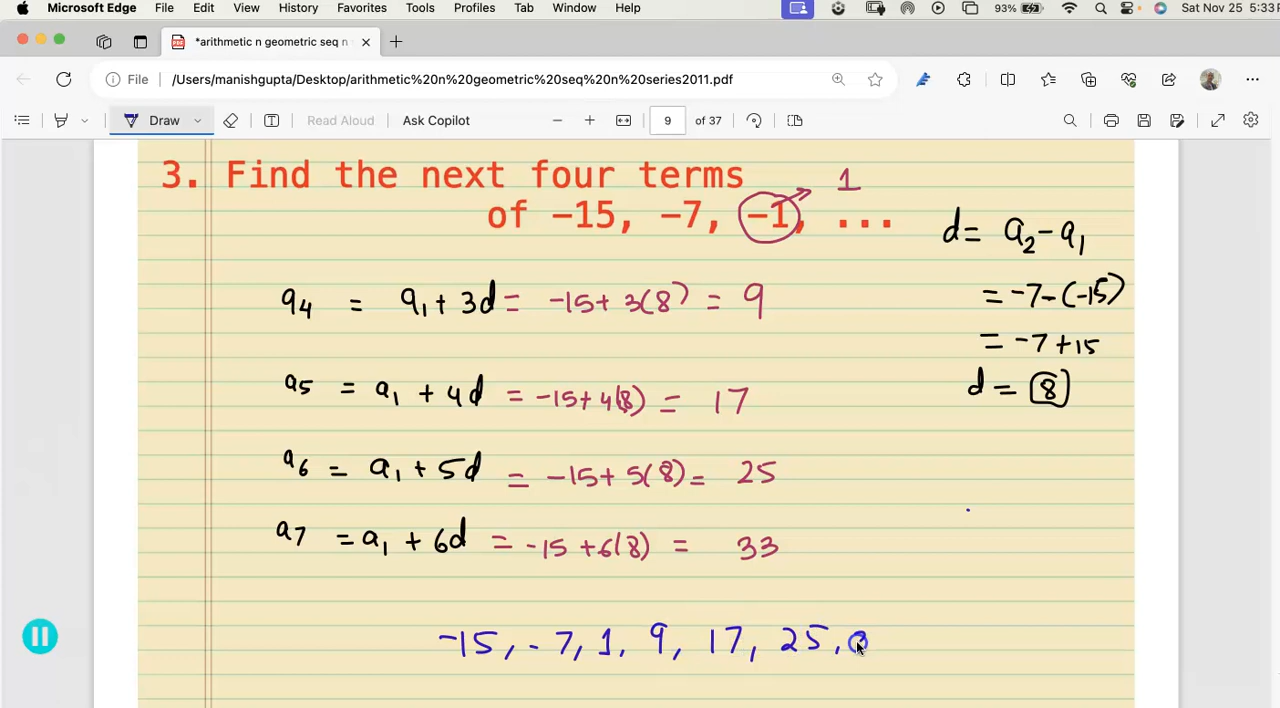 Microsoft Edge File Edit View History Favorites Tools Profiles Tab Window Help 93% Sat Nov 25 5:33P
*arithmetic n geometric seq n
File /Users/manishgupta/Desktop/arithmetic%20n%20geometric%20seq%20n%20series2011.pdf
Draw Read Aloud Ask Copilot 9 of 37
3. Find the next four terms
1
of -15, -7, -1, ...
d = a2 - a1
= -7 - (-15)
= -7 + 15
d = 8
a4 = a1 + 3d = -15 + 3(8) = 9
a5 = a1 + 4d = -15 + 4(8) = 17
a6 = a1 + 5d = -15 + 5(8) = 25
a7 = a1 + 6d = -15 + 6(8) = 33
-15, -7, 1, 9, 17, 25,